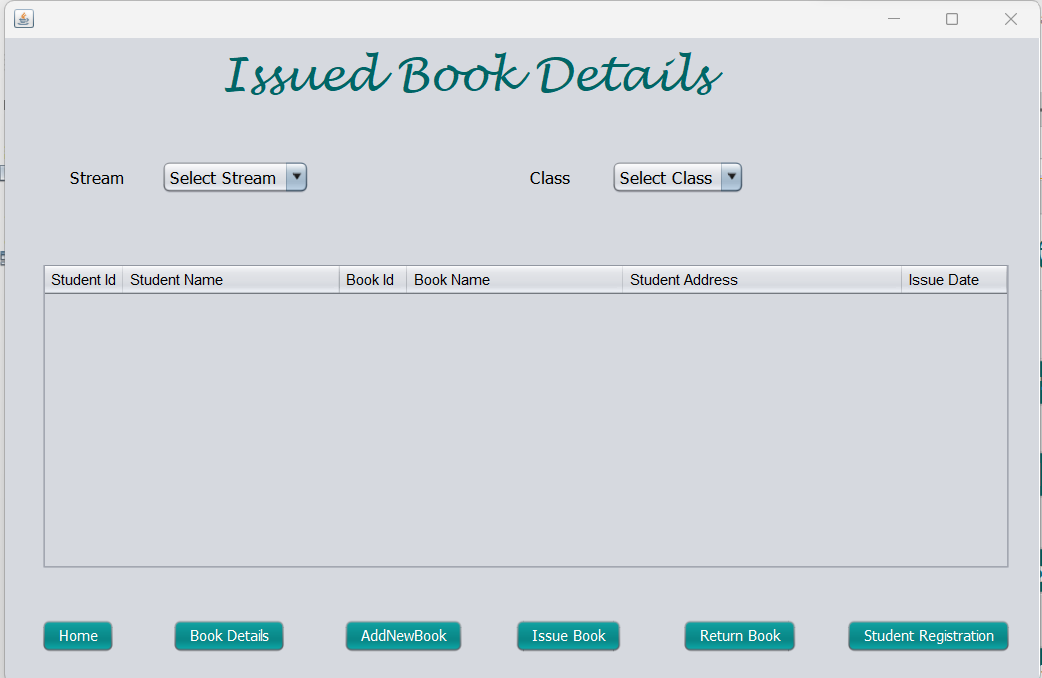 Issued Book Details
Stream Select Stream Class Select Class
Student Id Student Name Book Id Book Name Student Address Issue Date
Home Book Details AddNewBook Issue Book Return Book Student Registration